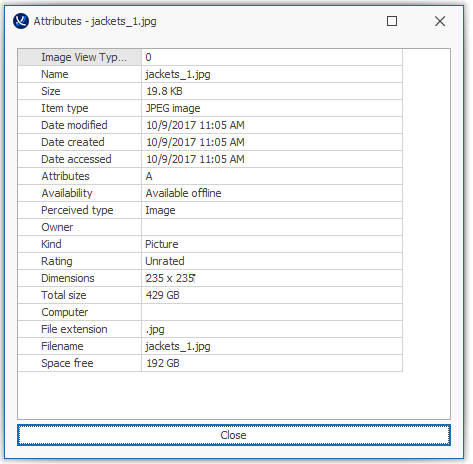 Attributes - jackets_1.jpg
Image View Typ... 0
Name jackets_1.jpg
Size 19.8 KB
Item type JPEG image
Date modified 10/9/2017 11:05 AM
Date created 10/9/2017 11:05 AM
Date accessed 10/9/2017 11:05 AM
Attributes A
Availability Available offline
Perceived type Image
Owner
Kind Picture
Rating Unrated
Dimensions 235 x 235
Total size 429 GB
Computer
File extension .jpg
Filename jackets_1.jpg
Space free 192 GB
Close